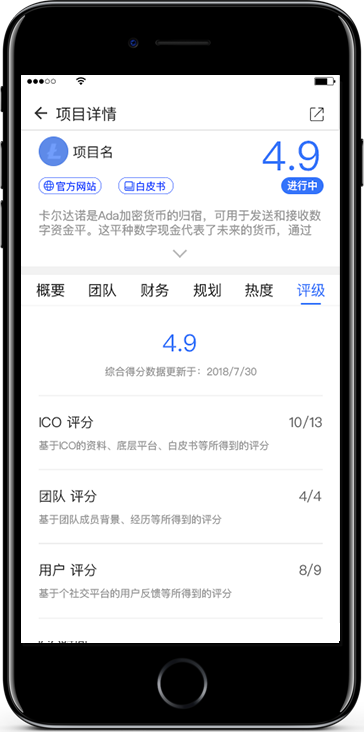 项目详情
项目名
4.9
官方网站
白皮书
进行中
卡尔达诺是Ada加密货币的归宿，可用于发送和接收数
字资金平。这平种数字现金代表了未来的货币，通过
概要 团队 财务 规划 热度 评级
4.9
综合得分数据更新于：2018/7/30
ICO 评分 10/13
基于ICO的资料、底层平台、白皮书等所得到的评分
团队 评分 4/4
基于团队成员背景、经历等所得到的评分
用户 评分 8/9
基于个社交平台的用户反馈等所得到的评分